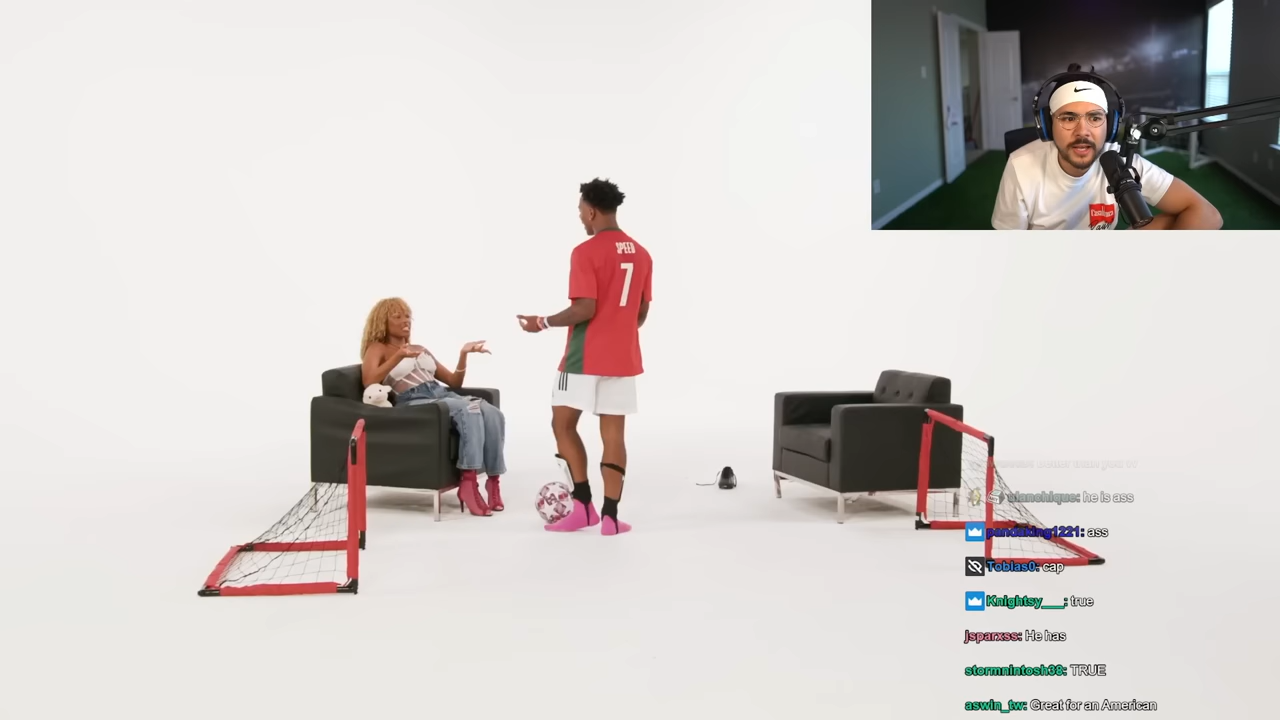 SPEED
7
he is ass
panouking1221: ass
Tobias0: cap
Knightsy___: true
jsparxss: He has
stormnintosh38: TRUE
aswin_tw: Great for an American